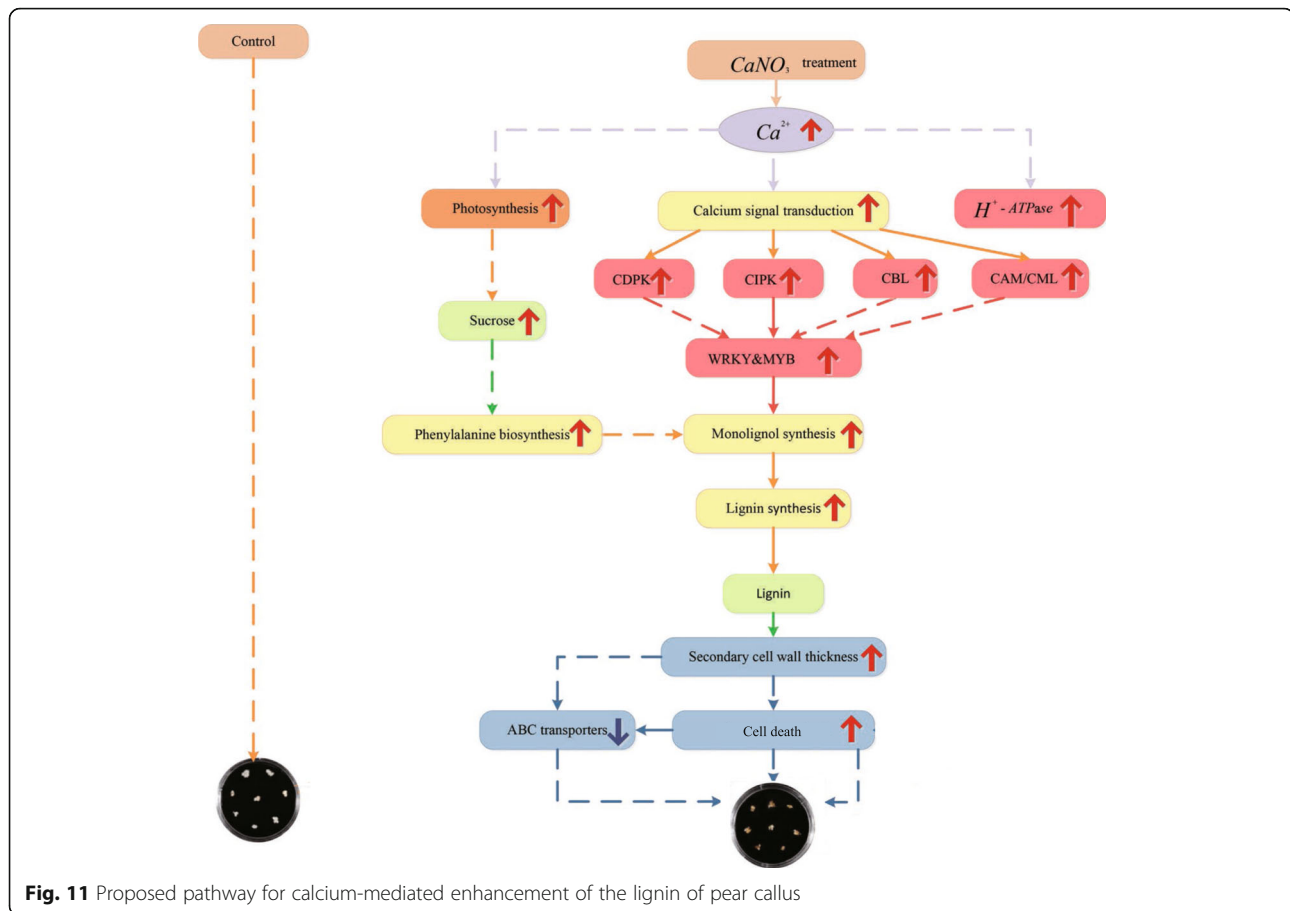 Control
CaNO₃ treatment
Ca²⁺
Photosynthesis
Calcium signal transduction
H⁺ - ATPase
CDPK
CIPK
CBL
CAM/CML
Sucrose
WRKY&MYB
Phenylalanine biosynthesis
Monolignol synthesis
Lignin synthesis
Lignin
Secondary cell wall thickness
ABC transporters
Cell death
Fig. 11 Proposed pathway for calcium-mediated enhancement of the lignin of pear callus